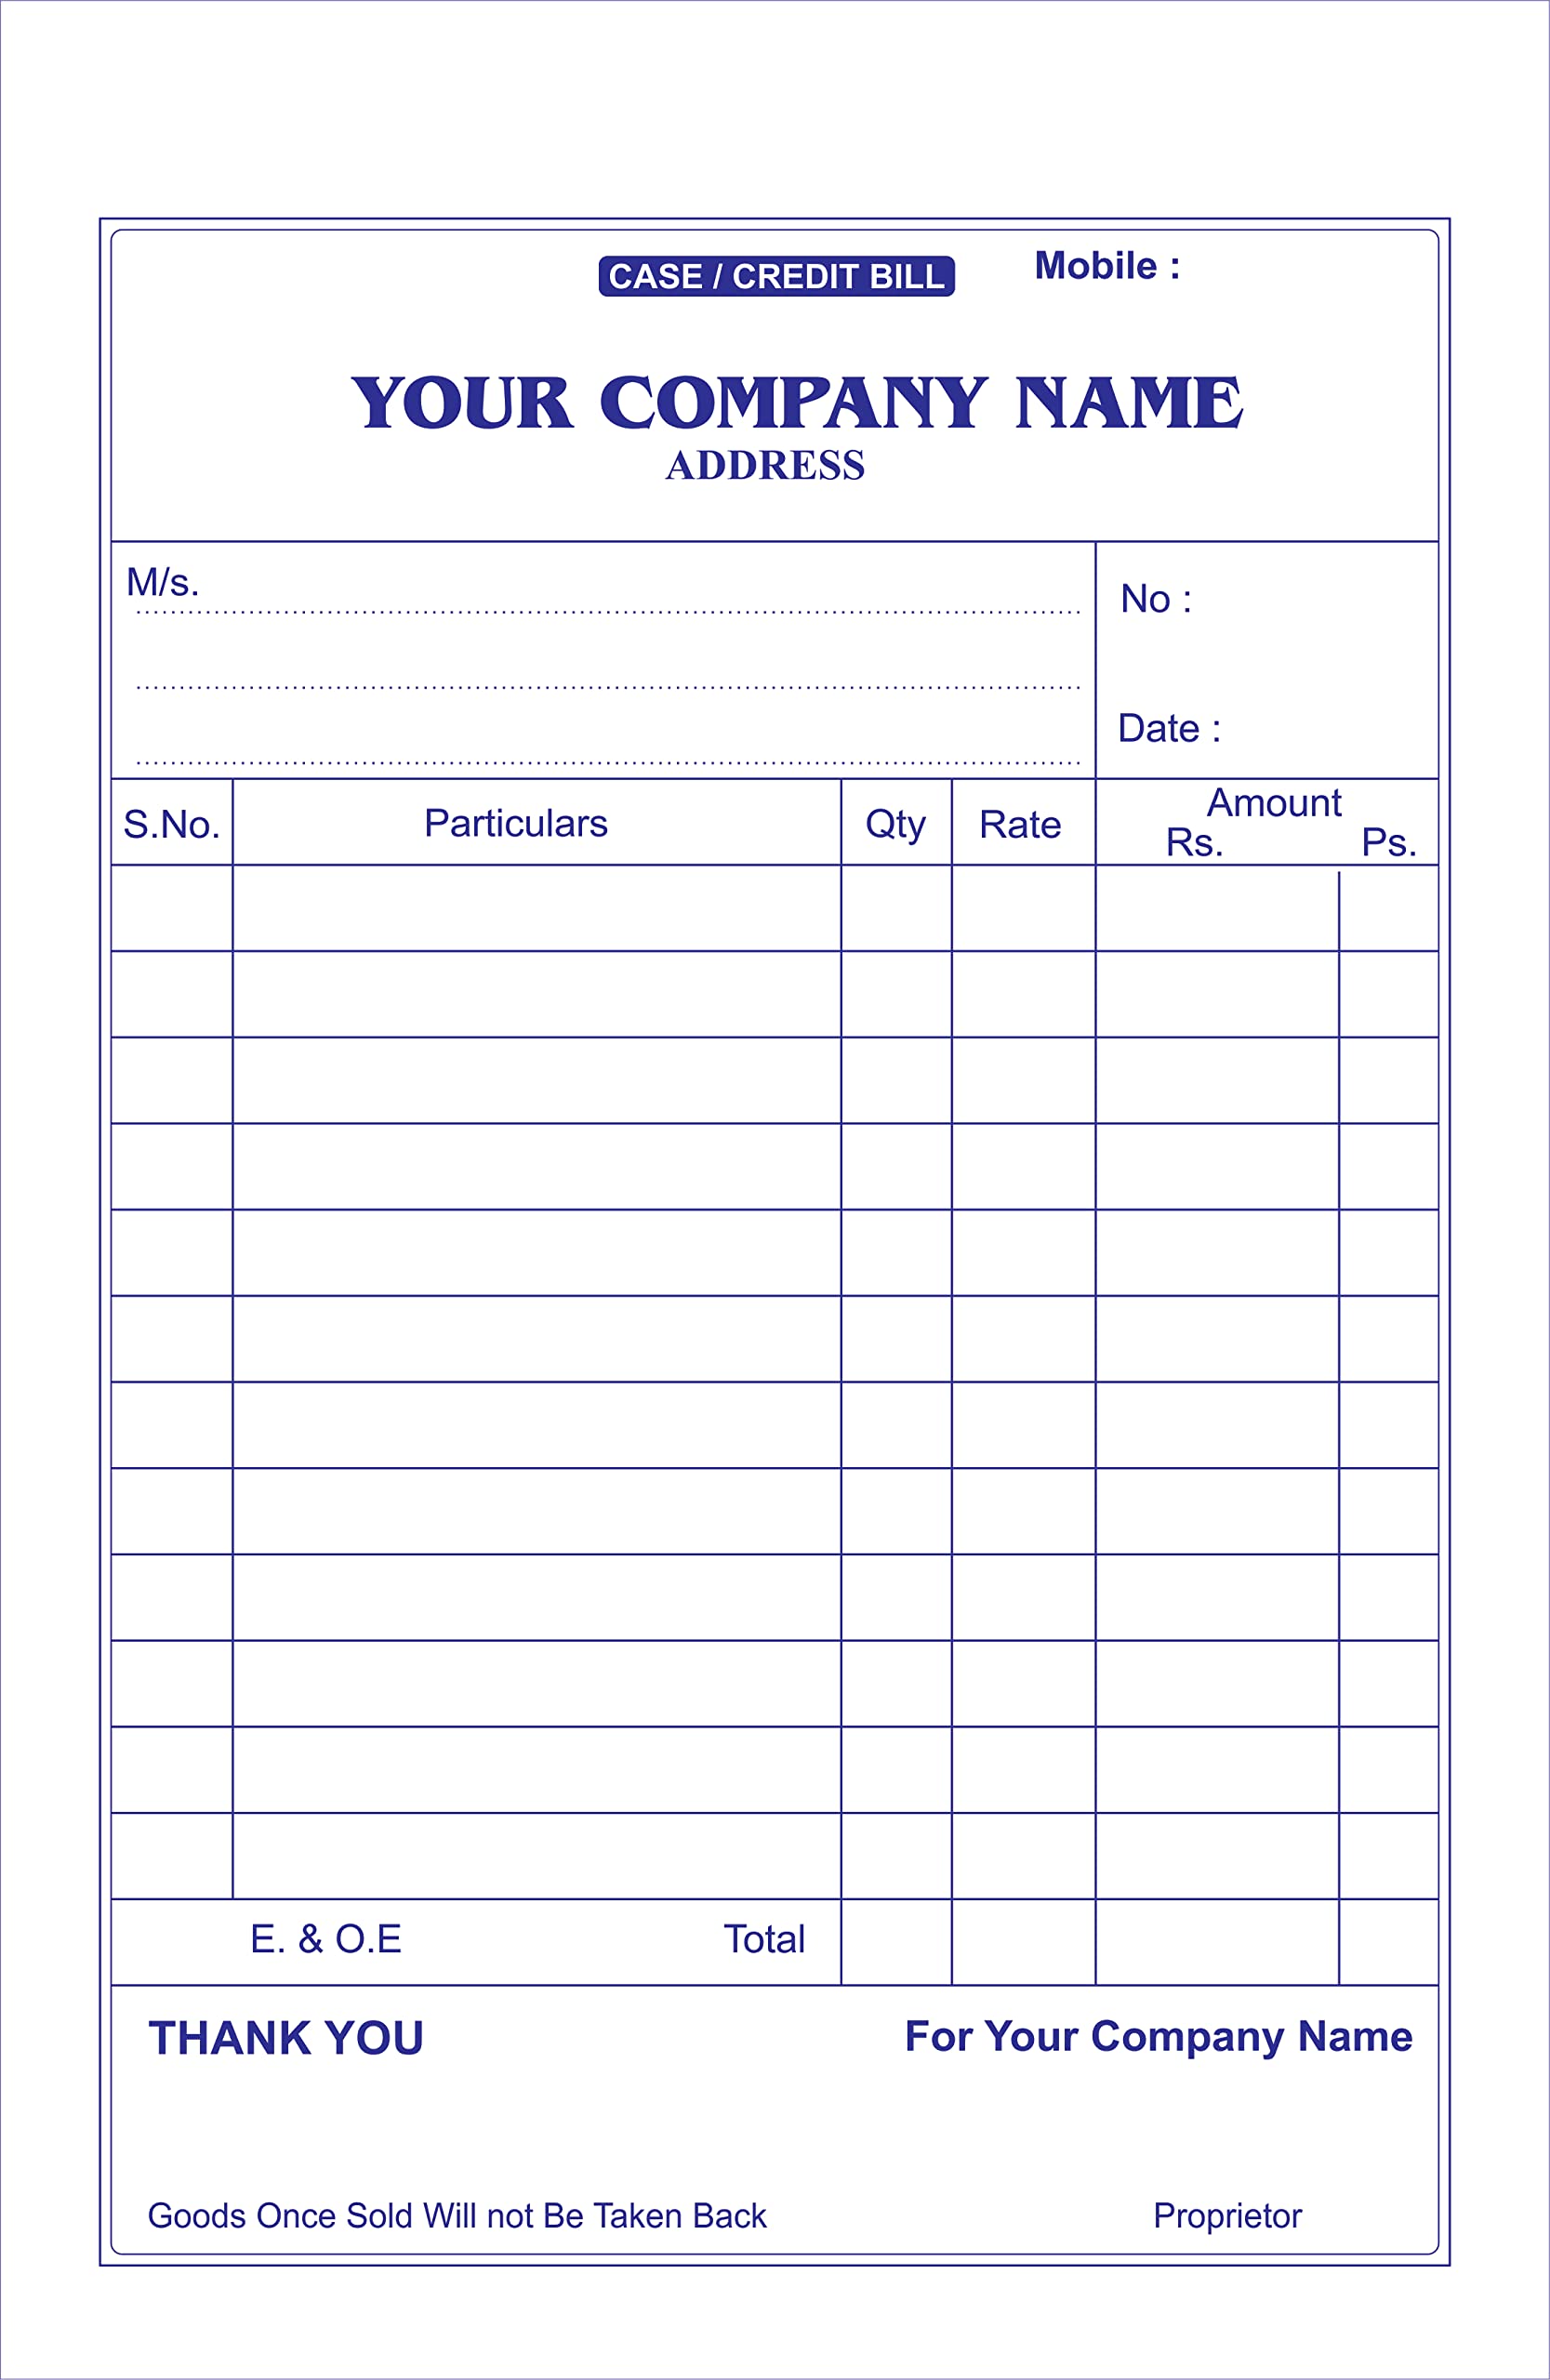 CASE / CREDIT BILL
Mobile :
YOUR COMPANY NAME
ADDRESS
M/s.
No :
Date :
S.No. Particulars Qty Rate Amount
Rs. Ps.
E. & O.E Total
THANK YOU For Your Company Name
Goods Once Sold Will not Be Taken Back Proprietor